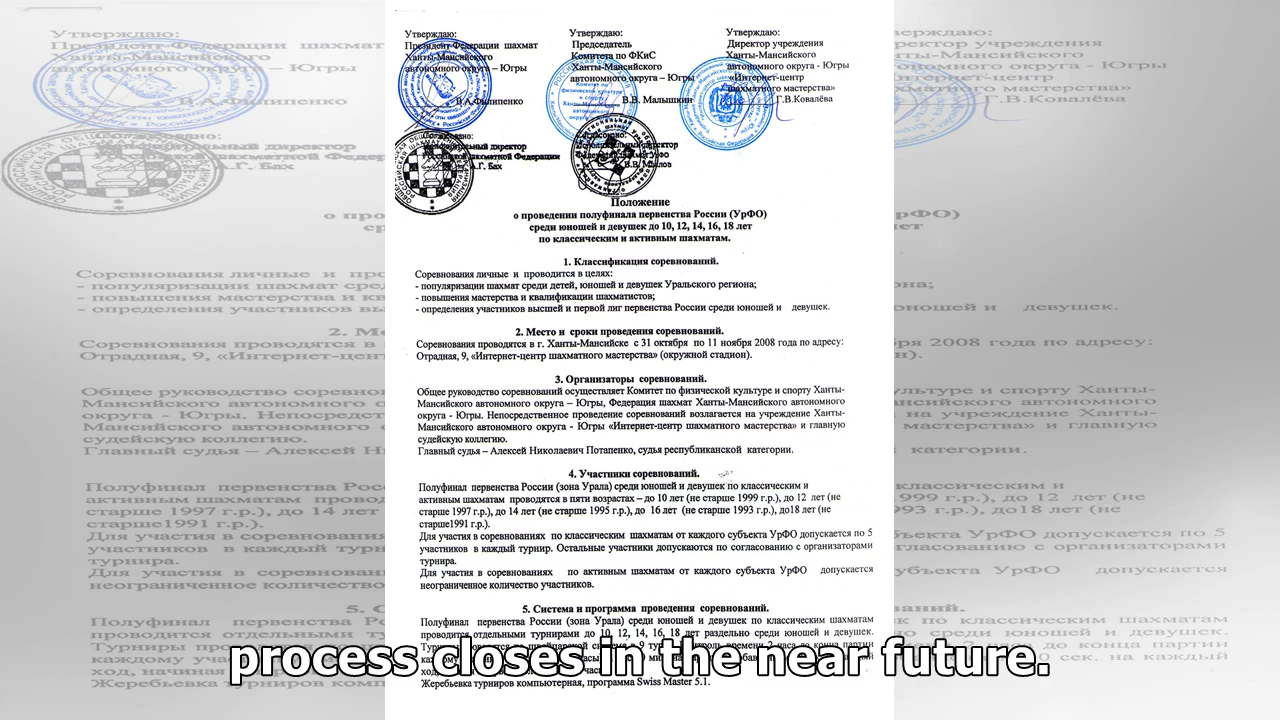 Утверждаю:
Президент Федерации шахмат
Ханты-Мансийского
автономного округа – Югры
В.А.Филипенко
Утверждаю:
Председатель
Комитета по ФКиС
Ханты-Мансийского
автономного округа – Югры
В.В. Малышкин
Утверждаю:
Директор учреждения
Ханты-Мансийского
автономного округа - Югры
«Интернет-центр
шахматного мастерства»
Г.В.Ковалёва
директор
шахматной Федерации
А.Г. Бах
директор
Положение
о проведении полуфинала первенства России (УрФО)
среди юношей и девушек до 10, 12, 14, 16, 18 лет
по классическим и активным шахматам.
1. Классификация соревнований.
Соревнования личные и проводится в целях:
- популяризации шахмат среди детей, юношей и девушек Уральского региона;
- повышения мастерства и квалификации шахматистов;
- определения участников высшей и первой лиг первенства России среди юношей и девушек.
2. Место и сроки проведения соревнований.
Соревнования проводятся в г. Ханты-Мансийске с 31 октября по 11 ноября 2008 года по адресу:
Отрадная, 9, «Интернет-центр шахматного мастерства» (окружной стадион).
3. Организаторы соревнований.
Общее руководство соревнований осуществляет Комитет по физической культуре и спорту Ханты-
Мансийского автономного округа – Югры, Федерация шахмат Ханты-Мансийского автономного
округа - Югры. Непосредственное проведение соревнований возлагается на учреждение Ханты-
Мансийского автономного округа - Югры «Интернет-центр шахматного мастерства» и главную
судейскую коллегию.
Главный судья – Алексей Николаевич Потапенко, судья республиканской категории.
4. Участники соревнований.
Полуфинал первенства России (зона Урала) среди юношей и девушек по классическим и
активным шахматам проводятся в пяти возрастах – до 10 лет (не старше 1999 г.р.), до 12 лет (не
старше 1997 г.р.), до 14 лет (не старше 1995 г.р.), до 16 лет (не старше 1993 г.р.), до18 лет (не
старше1991 г.р.).
Для участия в соревнованиях по классическим шахматам от каждого субъекта УрФО допускается по 5
участников в каждый турнир. Остальные участники допускаются по согласованию с организаторами
турнира.
Для участия в соревнованиях по активным шахматам от каждого субъекта УрФО допускается
неограниченное количество участников.
5. Система и программа проведения соревнований.
Полуфинал первенства России (зона Урала) среди юношей и девушек по классическим шахматам
проводится отдельными турнирами до 10, 12, 14, 16, 18 лет раздельно среди юношей и девушек.
process closes in the near future.
Жеребьевка турниров компьютерная, программа Swiss Master 5.1.